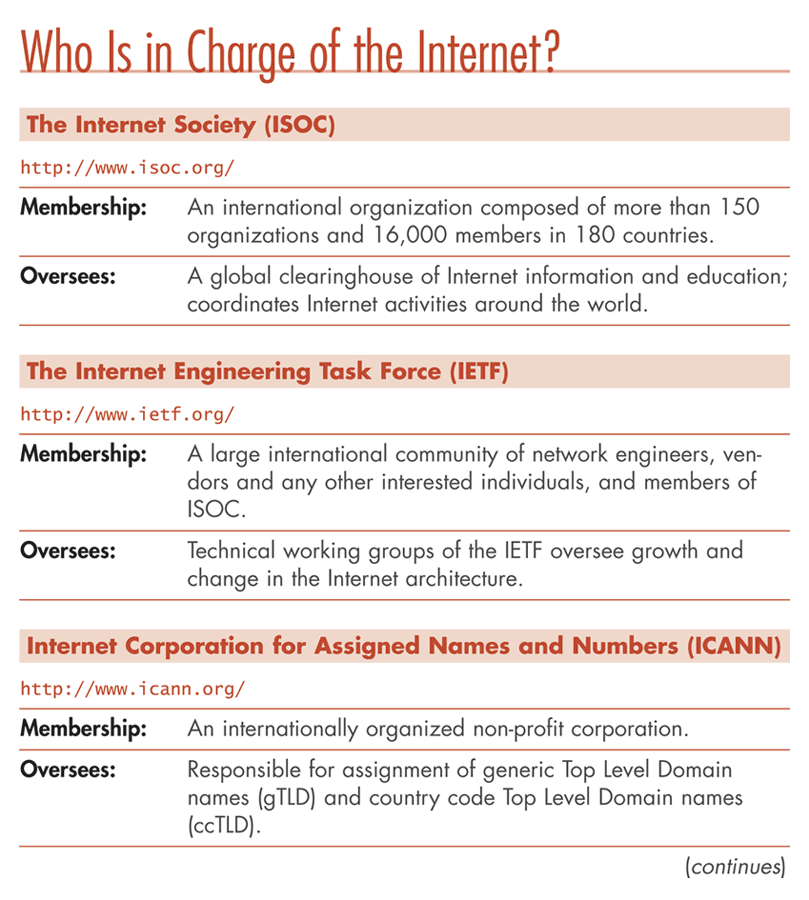 Who Is in Charge of the Internet?
The Internet Society (ISOC)
http://www.isoc.org/
Membership: An international organization composed of more than 150
organizations and 16,000 members in 180 countries.
Oversees: A global clearinghouse of Internet information and education;
coordinates Internet activities around the world.
The Internet Engineering Task Force (IETF)
http://www.ietf.org/
Membership: A large international community of network engineers, ven-
dors and any other interested individuals, and members of
ISOC.
Oversees: Technical working groups of the IETF oversee growth and
change in the Internet architecture.
Internet Corporation for Assigned Names and Numbers (ICANN)
http://www.icann.org/
Membership: An internationally organized non-profit corporation.
Oversees: Responsible for assignment of generic Top Level Domain
names (gTLD) and country code Top Level Domain names
(ccTLD).
(continues)